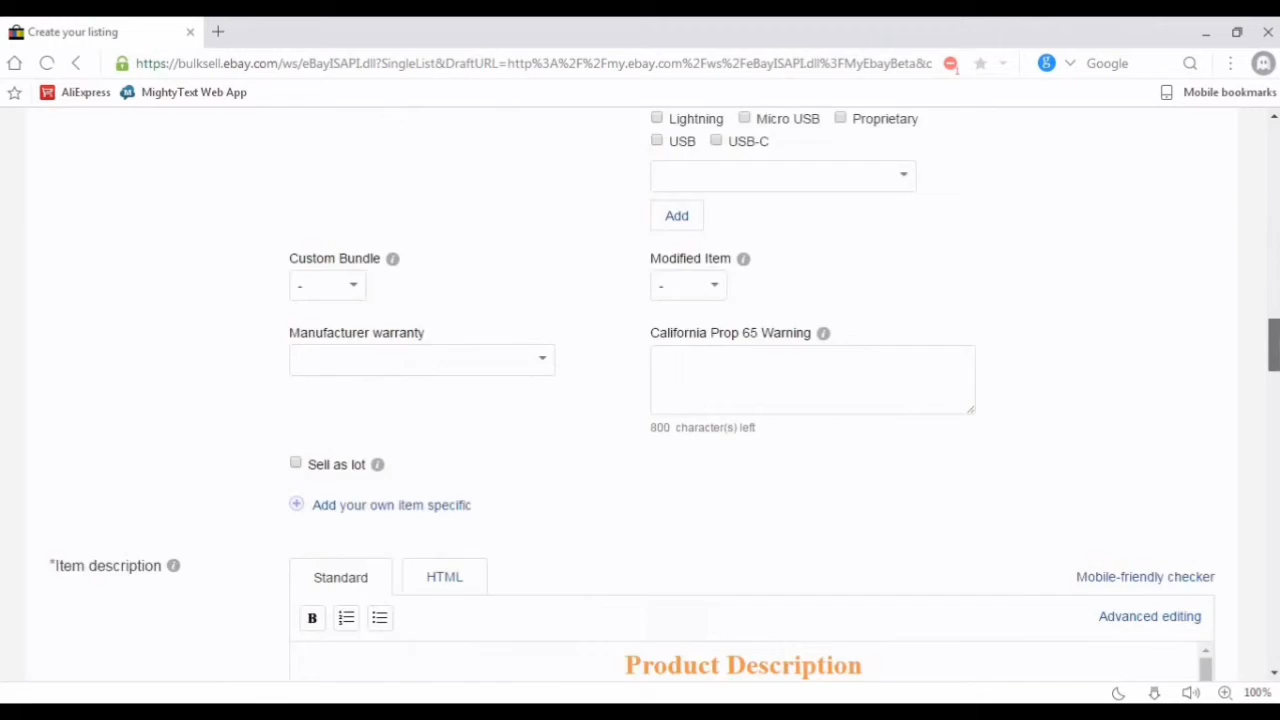 Create your listing
https://bulksell.ebay.com/ws/eBayISAPI.dll?SingleList&DraftURL=http%3A%2F%2Fmy.ebay.com%2Fws%2FeBayISAPI.dll%3FMyEbayBeta&c
Google
AliExpress MightyText Web App Mobile bookmarks
Lightning Micro USB Proprietary
USB USB-C
Add
Custom Bundle Modified Item
- -
Manufacturer warranty California Prop 65 Warning
800 character(s) left
Sell as lot
Add your own item specific
*Item description Standard HTML Mobile-friendly checker
B Advanced editing
Product Description
100%